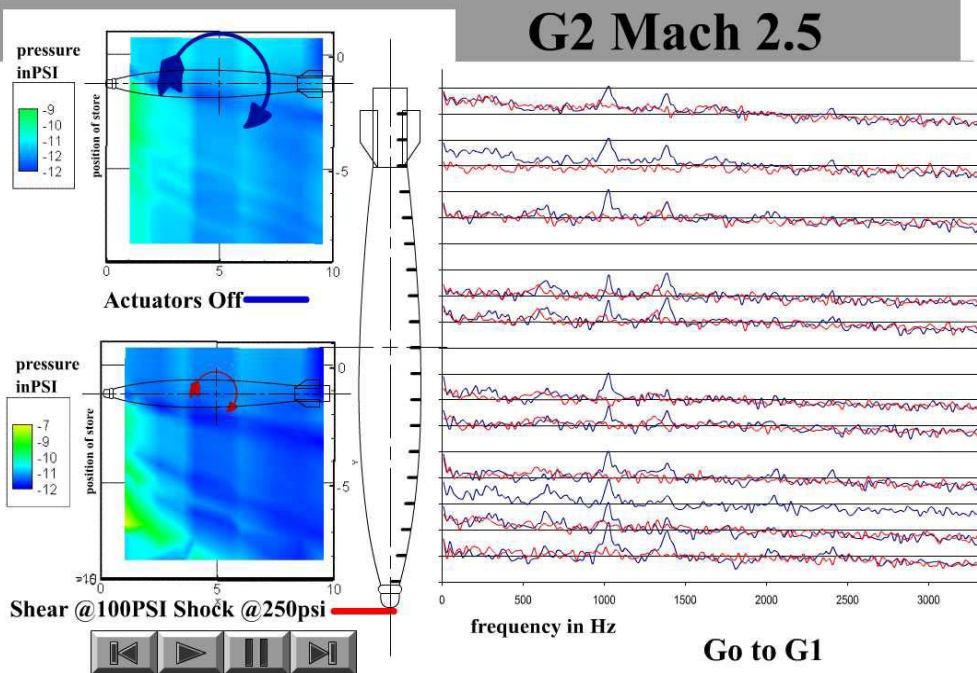 G2 Mach 2.5
pressure
inPSI
-9
-10
-11
-12
position of store
0
-5
0
5
10
Actuators Off
pressure
inPSI
-7
-8
-9
-10
-11
-12
position of store
0
-5
0
5
10
X
Y
Shear @100PSI Shock @250psi
0
500
1000
1500
2000
2500
3000
frequency in Hz
Go to G1